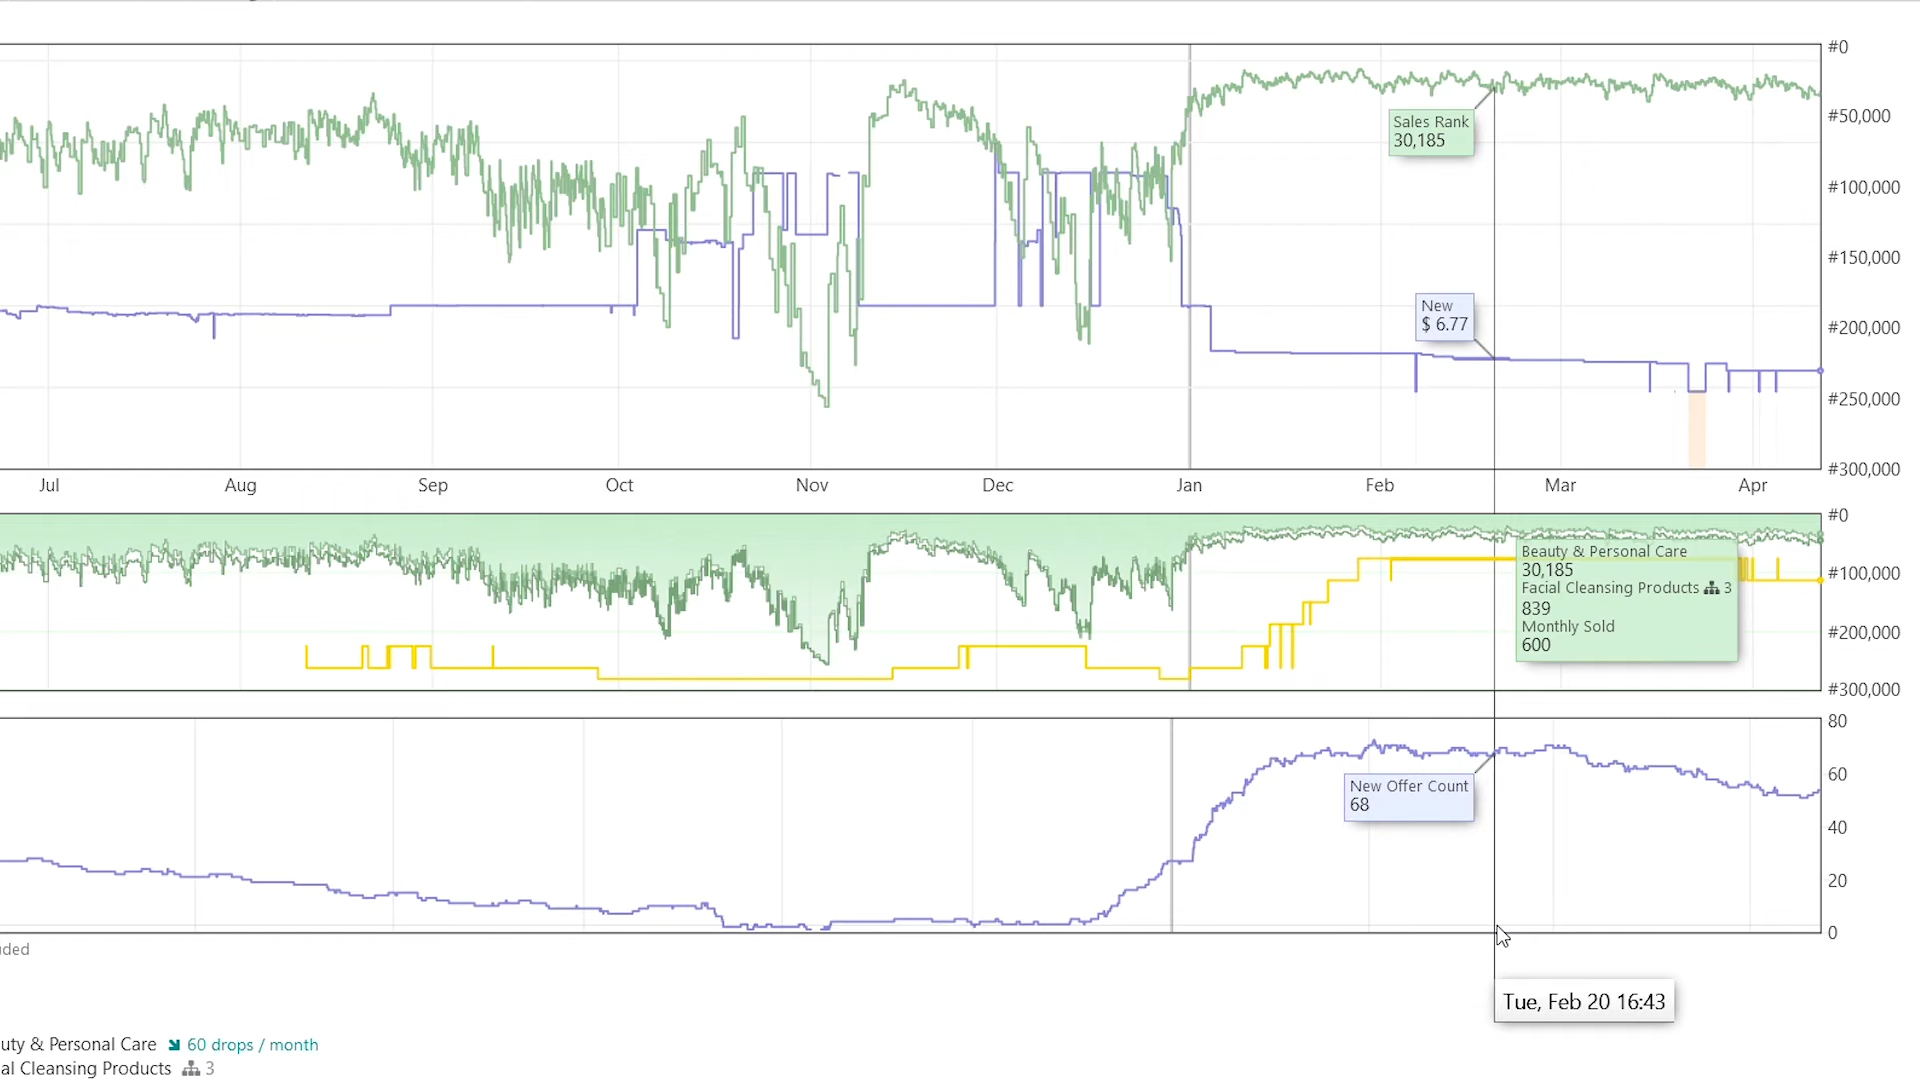 #0
#50,000
#100,000
#150,000
#200,000
#250,000
#300,000
Sales Rank
30,185
New
$ 6.77
Jul Aug Sep Oct Nov Dec Jan Feb Mar Apr
#0
#100,000
#200,000
#300,000
Beauty & Personal Care
30,185
Facial Cleansing Products 3
839
Monthly Sold
600
80
60
40
20
0
New Offer Count
68
ded
Tue, Feb 20 16:43
uty & Personal Care 60 drops / month
al Cleansing Products 3